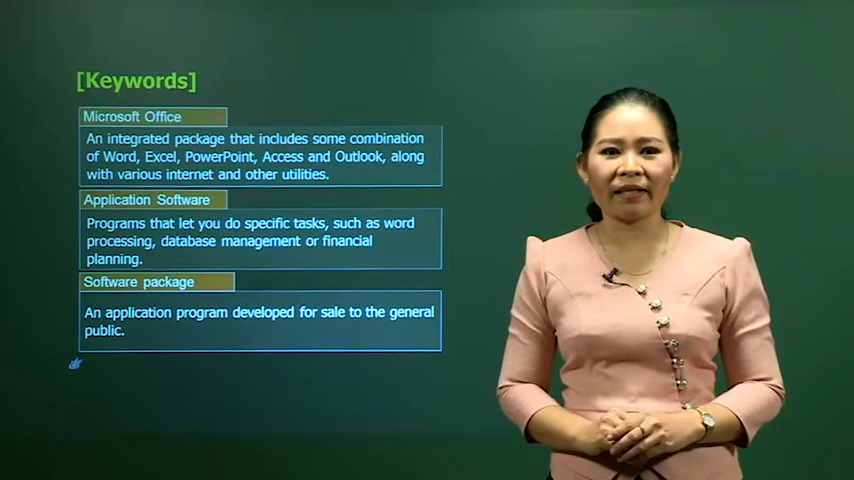 [Keywords]
Microsoft Office
An integrated package that includes some combination
of Word, Excel, PowerPoint, Access and Outlook, along
with various internet and other utilities.
Application Software
Programs that let you do specific tasks, such as word
processing, database management or financial
planning.
Software package
An application program developed for sale to the general
public.